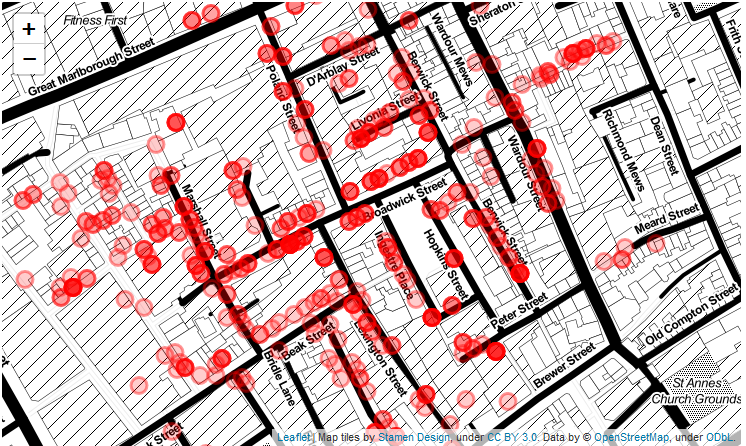 Fitness First
Sheraton
+
−
Great Marlborough Street
Wardour Mews
Frith
Poland Street
D'Arblay Street
Berwick Street
Livonia Street
Richmond Mews
Dean Street
Wardour Street
Broadwick Street
Marshall Street
Berwick Street
Meard Street
Ingestre Place
Hopkins Street
Peter Street
Old Compton Street
Beak Street
Lexington Street
Bridle Lane
Brewer Street
St Annes
Church Grounds
Street
Leaflet | Map tiles by Stamen Design, under CC BY 3.0. Data by © OpenStreetMap, under ODbL.